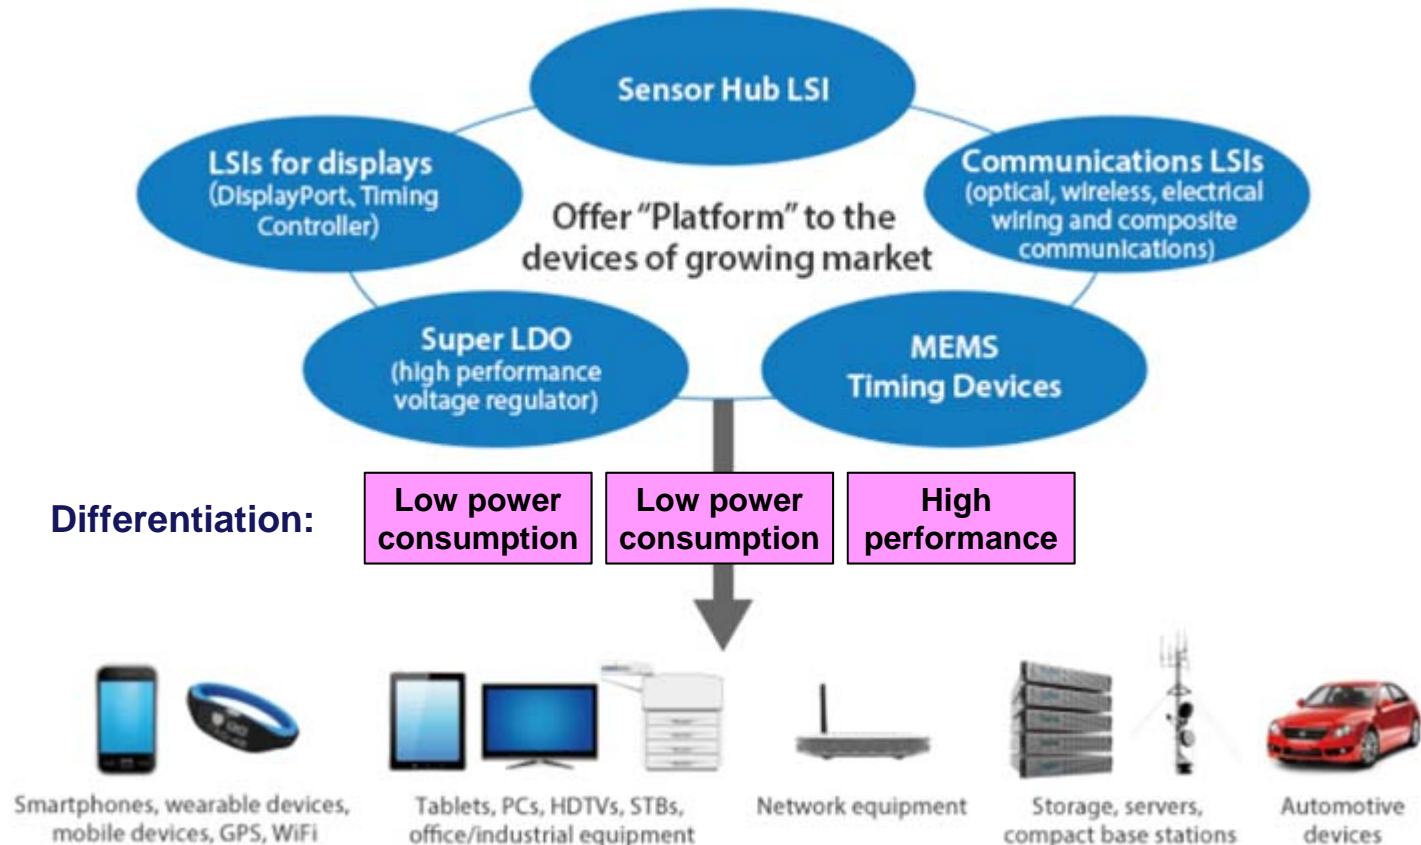 Sensor Hub LSI
LSIs for displays
(DisplayPort、Timing
Controller)
Communications LSIs
(optical, wireless, electrical
wiring and composite
communications)
Offer “Platform” to the
devices of growing market
Super LDO
(high performance
voltage regulator)
MEMS
Timing Devices
Differentiation:
Low power
consumption
Low power
consumption
High
performance
Smartphones, wearable devices,
mobile devices, GPS, WiFi
Tablets, PCs, HDTVs, STBs,
office/industrial equipment
Network equipment
Storage, servers,
compact base stations
Automotive
devices